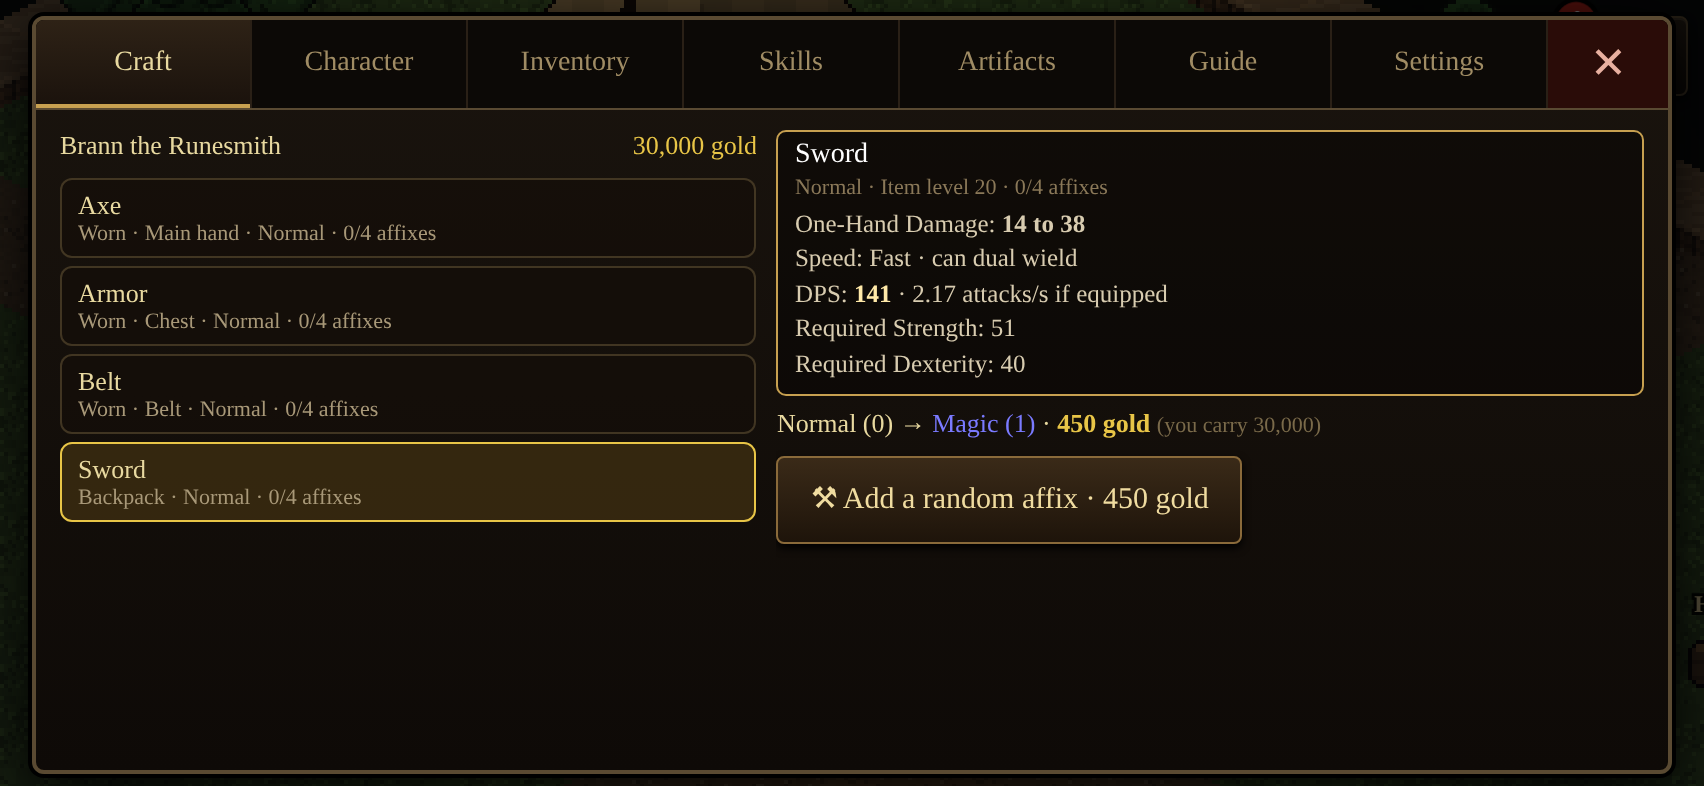 Craft
Character
Inventory
Skills
Artifacts
Guide
Settings
✕
Brann the Runesmith
30,000 gold
Axe
Worn · Main hand · Normal · 0/4 affixes
Armor
Worn · Chest · Normal · 0/4 affixes
Belt
Worn · Belt · Normal · 0/4 affixes
Sword
Backpack · Normal · 0/4 affixes
Sword
Normal · Item level 20 · 0/4 affixes
One-Hand Damage: 14 to 38
Speed: Fast · can dual wield
DPS: 141 · 2.17 attacks/s if equipped
Required Strength: 51
Required Dexterity: 40
Normal (0) → Magic (1) · 450 gold (you carry 30,000)
⚒ Add a random affix · 450 gold